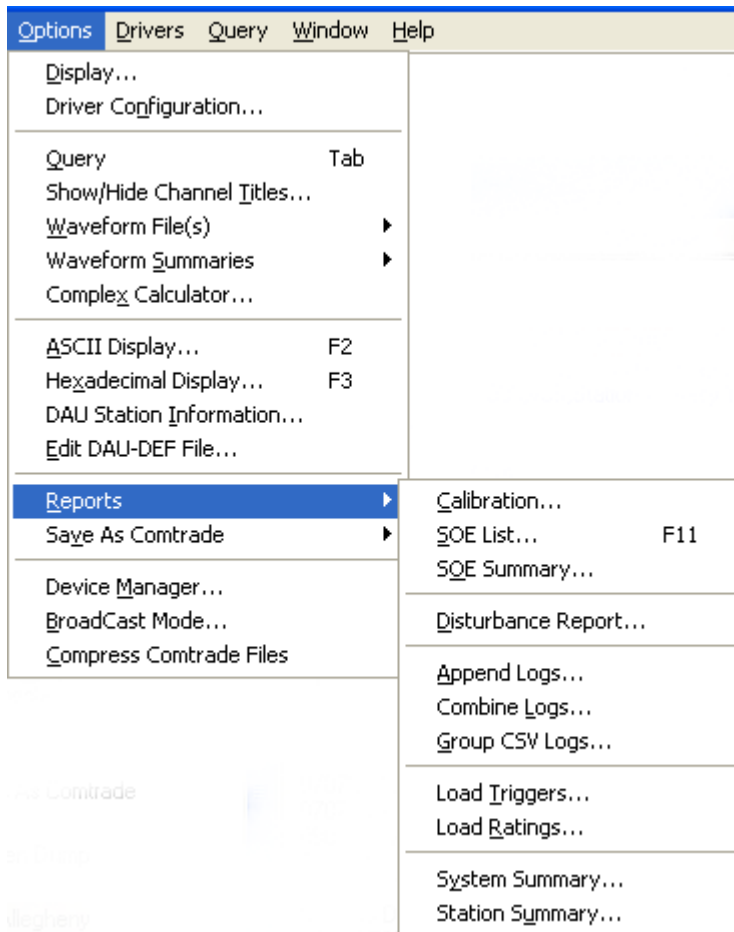 Options Drivers Query Window Help
Display...
Driver Configuration...
Query Tab
Show/Hide Channel Titles...
Waveform File(s)
Waveform Summaries
Complex Calculator...
ASCII Display... F2
Hexadecimal Display... F3
DAU Station Information...
Edit DAU-DEF File...
Reports
Save As Comtrade
Device Manager...
BroadCast Mode...
Compress Comtrade Files
Calibration...
SOE List... F11
SOE Summary...
Disturbance Report...
Append Logs...
Combine Logs...
Group CSV Logs...
Load Triggers...
Load Ratings...
System Summary...
Station Summary...
Comtrade
Allegheny